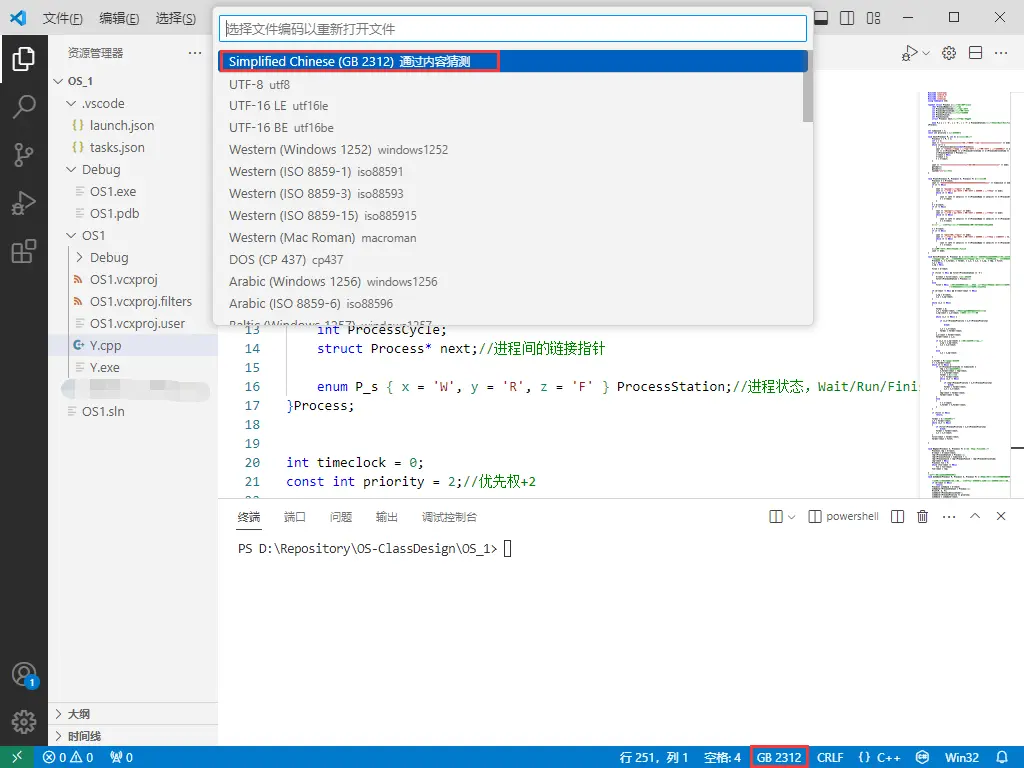 文件(F) 编辑(E) 选择(S)
选择文件编码以重新打开文件
资源管理器
Simplified Chinese (GB 2312) 通过内容猜测
UTF-8 utf8
UTF-16 LE utf16le
UTF-16 BE utf16be
Western (Windows 1252) windows1252
Western (ISO 8859-1) iso88591
Western (ISO 8859-3) iso88593
Western (ISO 8859-15) iso885915
Western (Mac Roman) macroman
DOS (CP 437) cp437
Arabic (Windows 1256) windows1256
Arabic (ISO 8859-6) iso88596
Baltic (Windows 1257) windows1257
OS_1
.vscode
launch.json
tasks.json
Debug
OS1.exe
OS1.pdb
OS1
Debug
OS1.vcxproj
OS1.vcxproj.filters
OS1.vcxproj.user
Y.cpp
Y.exe
OS1.sln
13 int ProcessCycle;
14 struct Process* next;//进程间的链接指针
15
16 enum P_s { x = 'W', y = 'R', z = 'F' } ProcessStation;//进程状态，Wait/Run/Fini
17 }Process;
18
19
20 int timeclock = 0;
21 const int priority = 2;//优先权+2
终端 端口 问题 输出 调试控制台
powershell
PS D:\Repository\OS-ClassDesign\OS_1>
1
大纲
时间线
0 0 0 行 251，列 1 空格: 4 GB 2312 CRLF {} C++ Win32